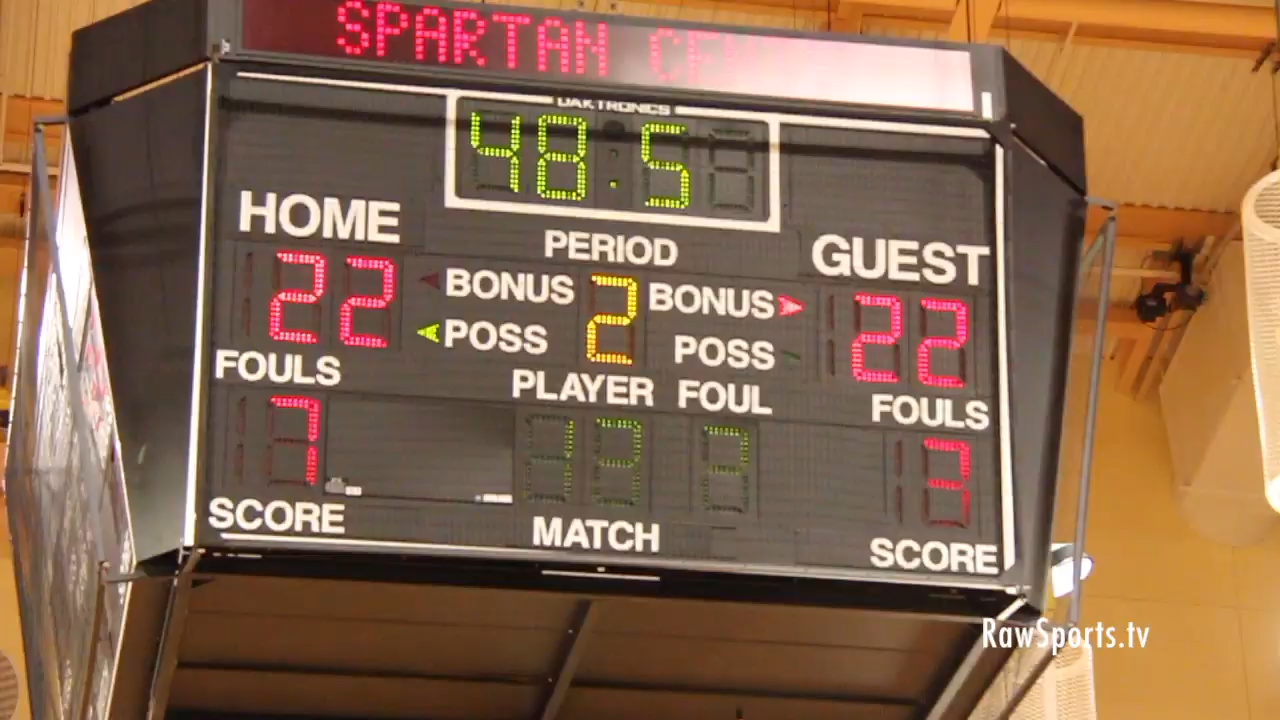 SPARTAN CE
DAKTRONICS
48.5
HOME PERIOD GUEST
22 BONUS 2 BONUS 22
POSS POSS
FOULS PLAYER FOUL FOULS
7 3
SCORE MATCH SCORE
RawSports.tv